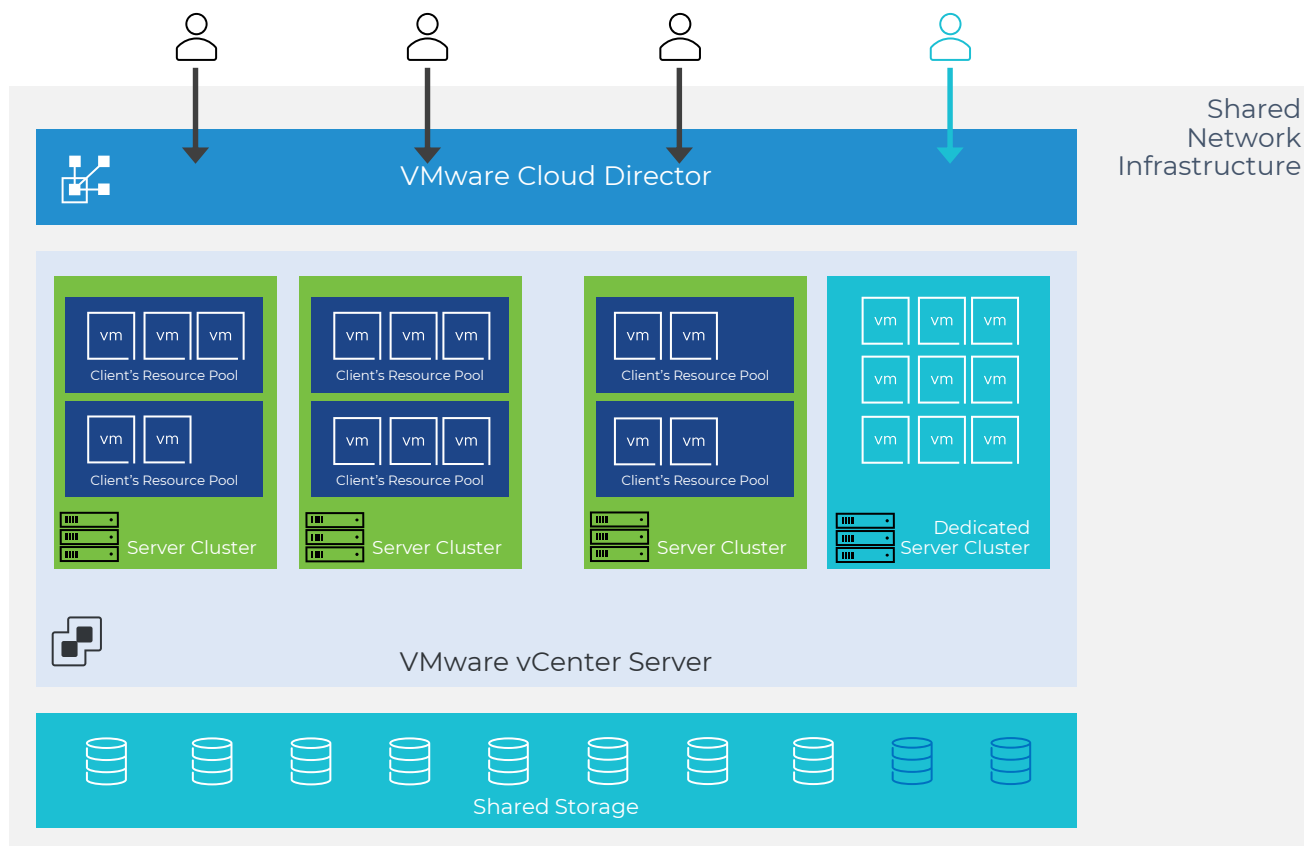 Shared
Network
Infrastructure
VMware Cloud Director
vm vm vm
Client's Resource Pool
vm vm
Client's Resource Pool
Server Cluster
vm vm vm
Client's Resource Pool
vm vm vm
Client's Resource Pool
Server Cluster
vm vm
Client's Resource Pool
vm vm
Client's Resource Pool
Server Cluster
vm vm vm
vm vm vm
vm vm vm
Dedicated
Server Cluster
VMware vCenter Server
Shared Storage